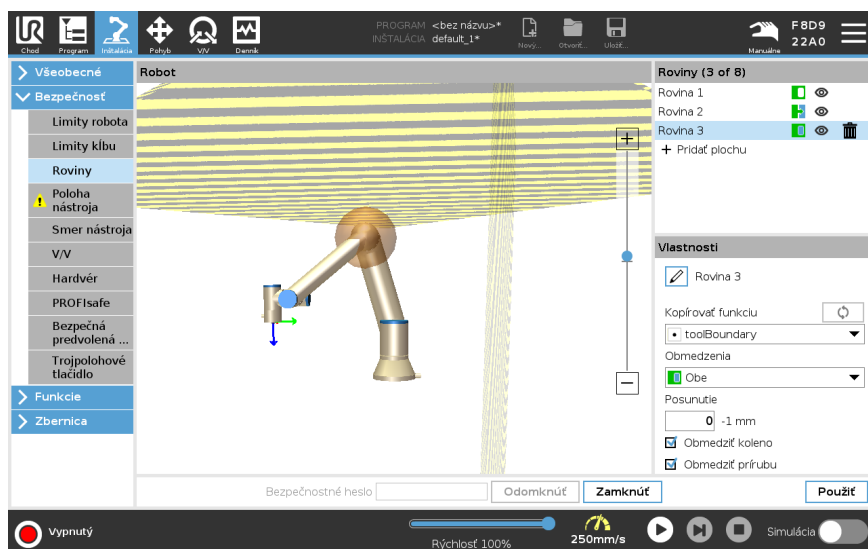 PROGRAM <bez názvu>*
INŠTALÁCIA default_1*
Chod
Program
Inštalácia
Pohyb
V/V
Denník
Nový...
Otvoriť...
Uložiť...
Manuálne
F8D9
22A0
Všeobecné
Bezpečnosť
Limity robota
Limity kĺbu
Roviny
Poloha
nástroja
Smer nástroja
V/V
Hardvér
PROFIsafe
Bezpečná
predvolená ...
Trojpolohové
tlačidlo
Funkcie
Zbernica
Robot
Roviny (3 of 8)
Rovina 1
Rovina 2
Rovina 3
+ Pridať plochu
Vlastnosti
Rovina 3
Kopírovať funkciu
toolBoundary
Obmedzenia
Obe
Posunutie
0 -1 mm
Obmedziť koleno
Obmedziť prírubu
Bezpečnostné heslo
Odomknúť
Zamknúť
Použiť
Vypnutý
Rýchlosť 100%
250mm/s
Simulácia